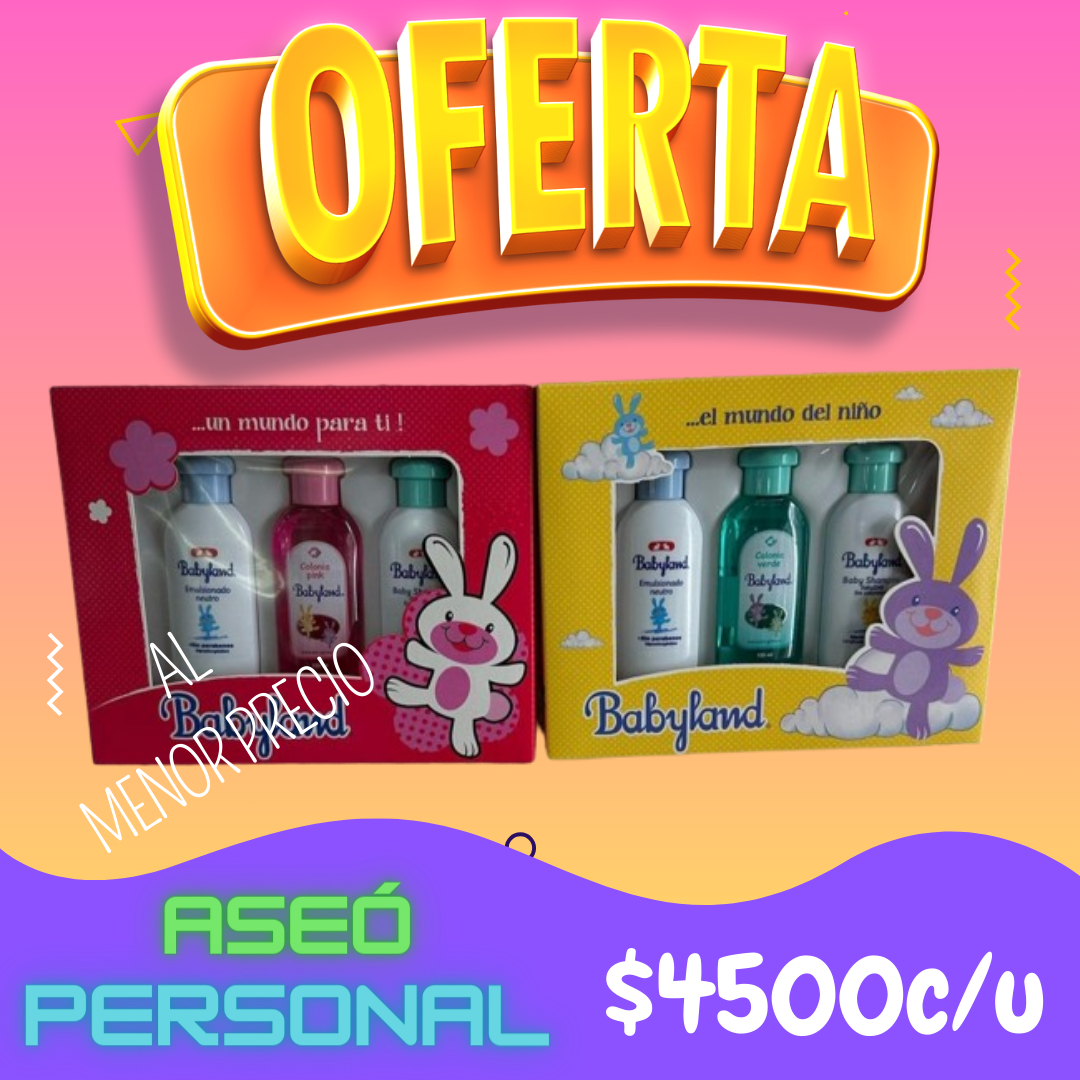 OFERTA
...un mundo para ti !
...el mundo del niño
Babyland
Emulsionado
neutro
Colonia
pink
Babyland
Babyland
Emulsionado
neutro
Colonia
verde
Babyland
Babyland
Baby Shampoo
Babyland
Babyland
AL
MENOR PRECIO
ASEÓ
PERSONAL
$4500c/u